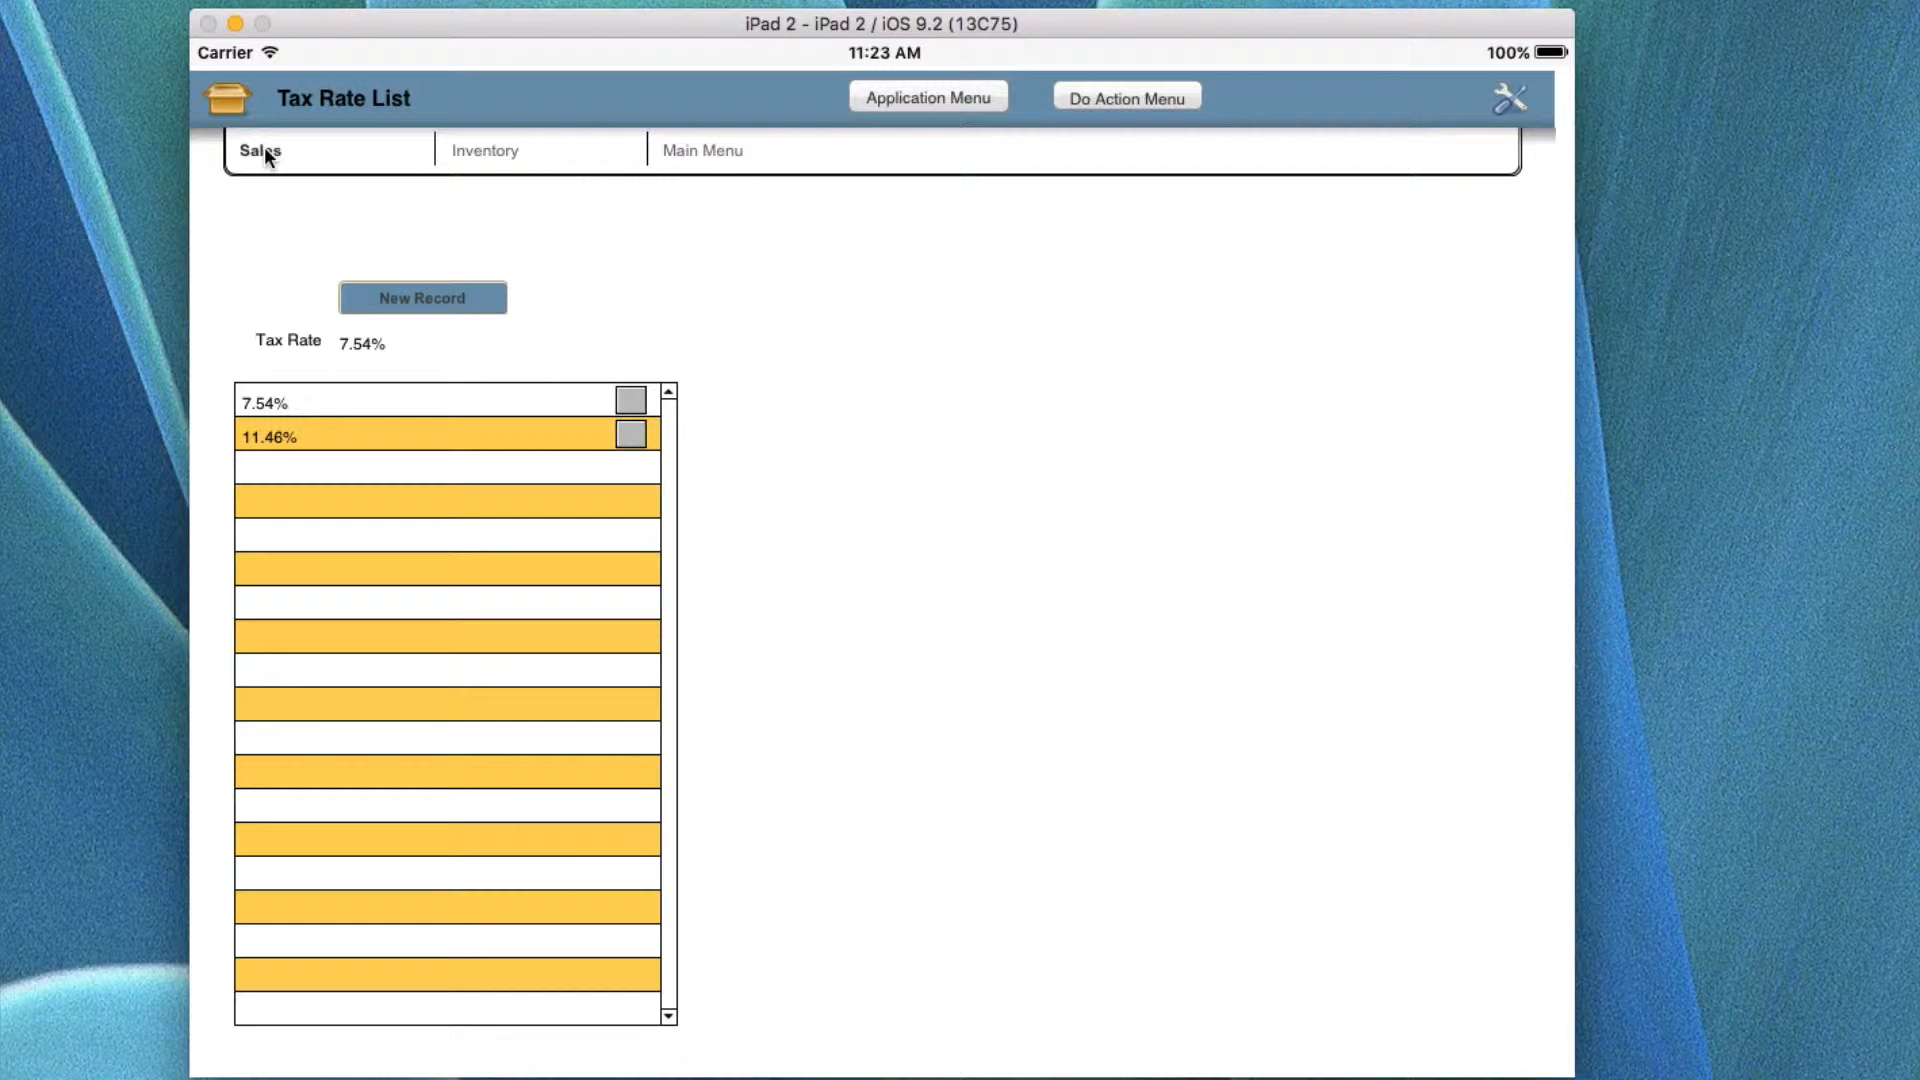 iPad 2 - iPad 2 / iOS 9.2 (13C75)
Carrier 11:23 AM 100%
Tax Rate List Application Menu Do Action Menu
Sales Inventory Main Menu
New Record
Tax Rate 7.54%
7.54%
11.46%